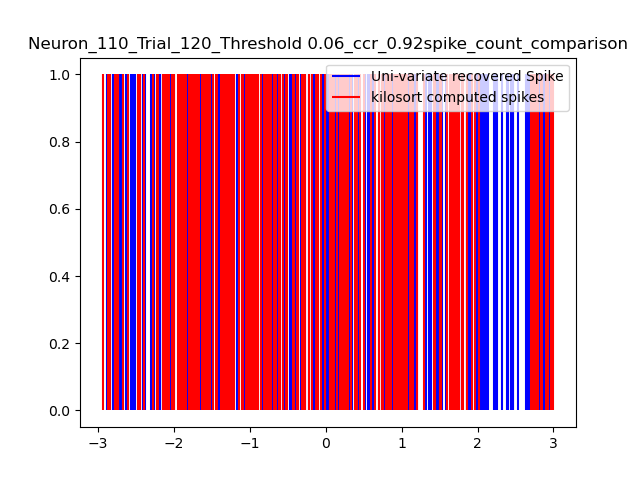 Neuron_110_Trial_120_Threshold 0.06_ccr_0.92spike_count_comparison
Uni-variate recovered Spike
kilosort computed spikes
1.0
0.8
0.6
0.4
0.2
0.0
−3 −2 −1 0 1 2 3